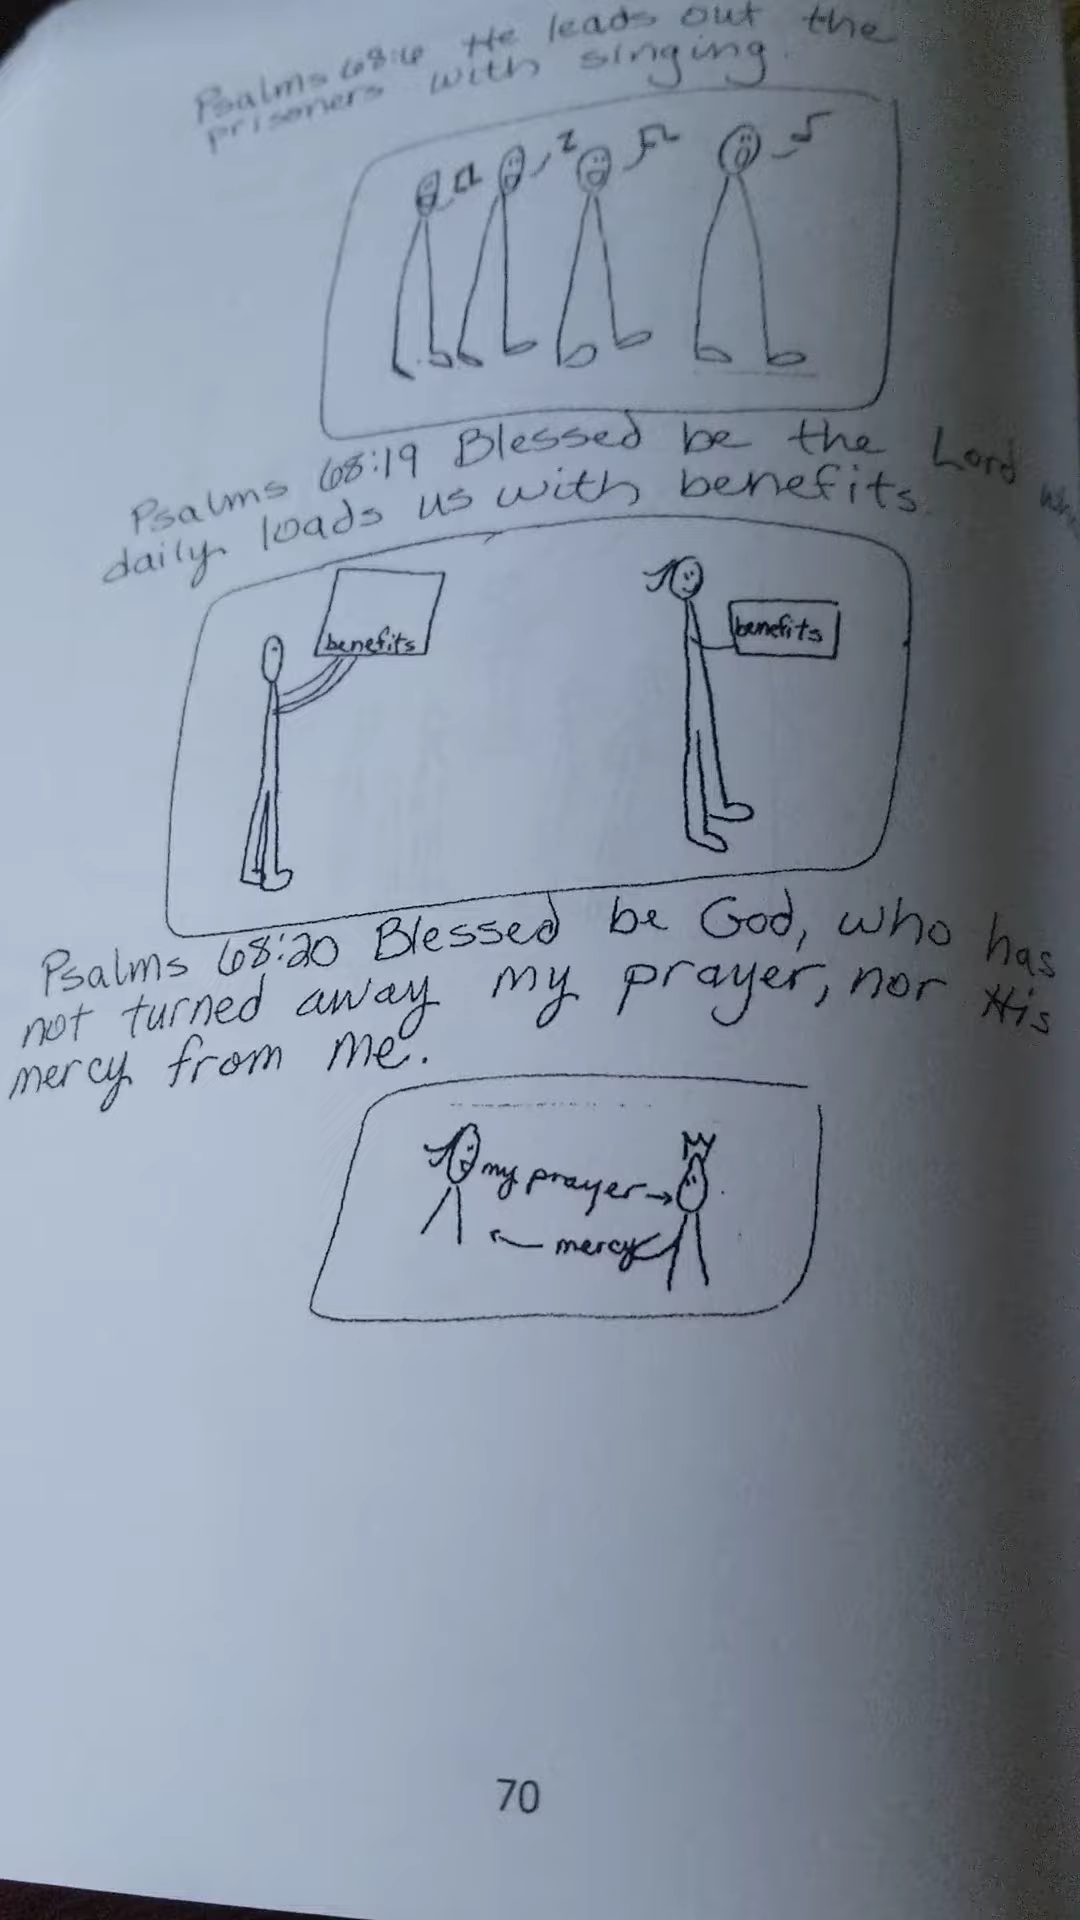 Psalms 68:6 He leads out the
prisoners with singing.
Psalms 68:19 Blessed be the Lord who
daily loads us with benefits
benefits
benefits
Psalms 68:20 Blessed be God, who has
not turned away my prayer, nor His
mercy from me.
my prayer
mercy
70